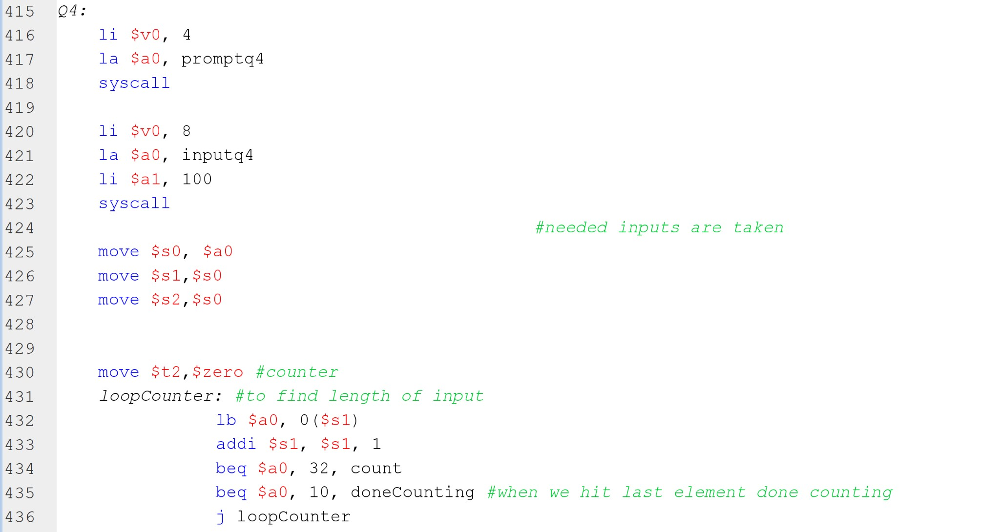 415 Q4:
416 li $v0, 4
417 la $a0, promptq4
418 syscall
419
420 li $v0, 8
421 la $a0, inputq4
422 li $a1, 100
423 syscall
424 #needed inputs are taken
425 move $s0, $a0
426 move $s1,$s0
427 move $s2,$s0
428
429
430 move $t2,$zero #counter
431 loopCounter: #to find length of input
432 lb $a0, 0($s1)
433 addi $s1, $s1, 1
434 beq $a0, 32, count
435 beq $a0, 10, doneCounting #when we hit last element done counting
436 j loopCounter